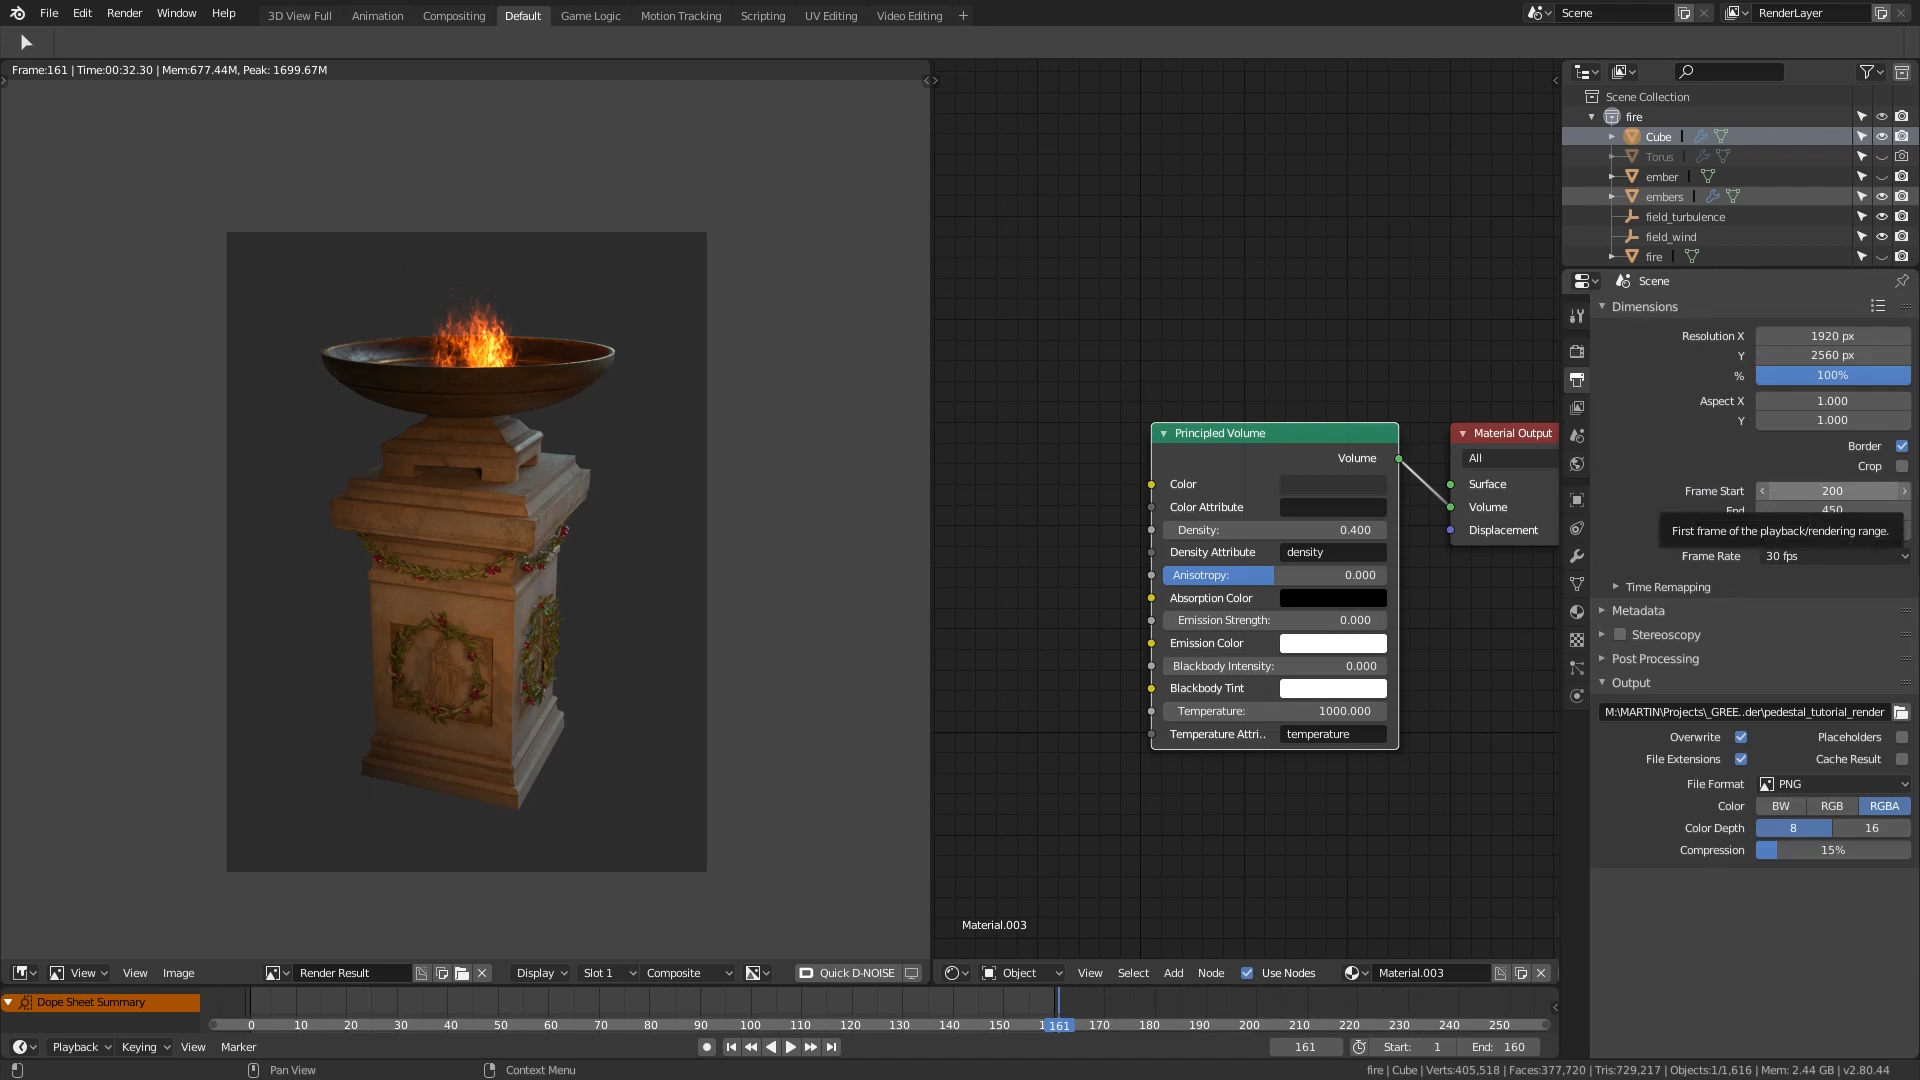 File Edit Render Window Help 3D View Full Animation Compositing Default Game Logic Motion Tracking Scripting UV Editing Video Editing + Scene RenderLayer
Frame:161 | Time:00:32.30 | Mem:677.44M, Peak: 1699.67M
Scene Collection
fire
Cube
Torus
ember
embers
field_turbulence
field_wind
fire
Scene
Dimensions
Resolution X 1920 px
Y 2560 px
% 100%
Aspect X 1.000
Y 1.000
Border
Crop
Frame Start 200
End 450
First frame of the playback/rendering range.
Frame Rate 30 fps
Time Remapping
Metadata
Stereoscopy
Post Processing
Output
M:\MARTIN\Projects\_GREE..der\pedestal_tutorial_render
Overwrite Placeholders
File Extensions Cache Result
File Format PNG
Color BW RGB RGBA
Color Depth 8 16
Compression 15%
Principled Volume
Volume
Color
Color Attribute
Density: 0.400
Density Attribute density
Anisotropy: 0.000
Absorption Color
Emission Strength: 0.000
Emission Color
Blackbody Intensity: 0.000
Blackbody Tint
Temperature: 1000.000
Temperature Attri.. temperature
Material Output
All
Surface
Volume
Displacement
Material.003
View View Image Render Result Display Slot 1 Composite Quick D-NOISE
Object View Select Add Node Use Nodes Material.003
Dope Sheet Summary
0 10 20 30 40 50 60 70 80 90 100 110 120 130 140 150 161 170 180 190 200 210 220 230 240 250
Playback Keying View Marker 161 Start: 1 End: 160
Pan View Context Menu fire | Cube | Verts:405,518 | Faces:377,720 | Tris:729,217 | Objects:1/1,616 | Mem: 2.44 GB | v2.80.44